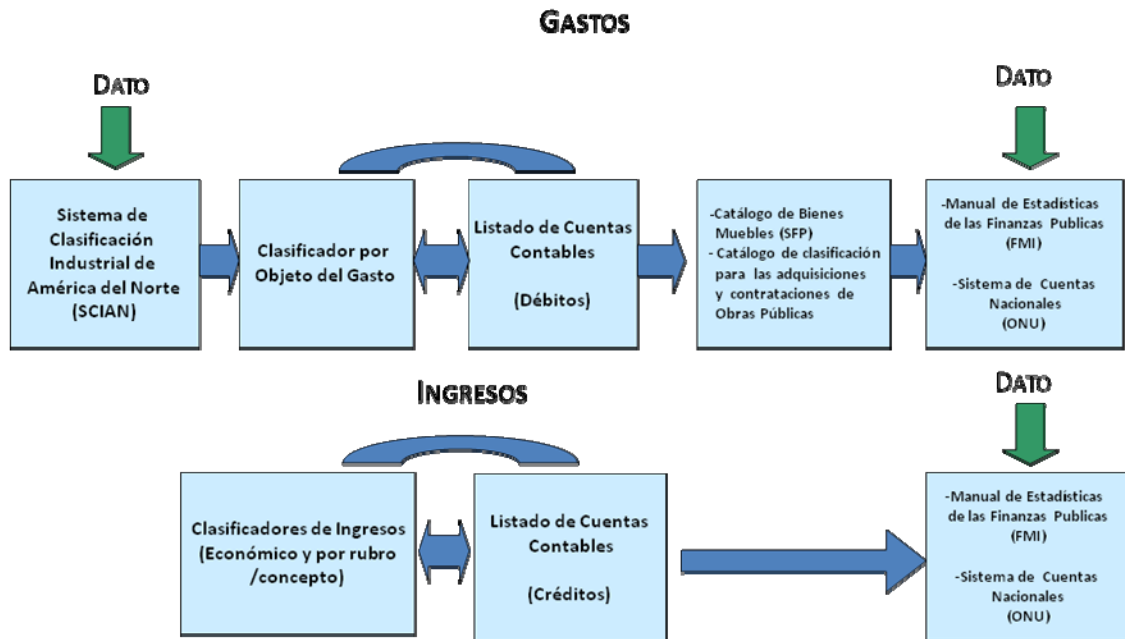 GASTOS
DATO
DATO
Sistema de
Clasificación
Industrial de
América del Norte
(SCIAN)
Clasificador por
Objeto del Gasto
Listado de Cuentas
Contables
(Débitos)
-Catálogo de Bienes
Muebles (SFP)
- Catálogo de clasificación
para las adquisiciones
y contrataciones de
Obras Públicas
-Manual de Estadísticas
de las Finanzas Publicas
(FMI)
-Sistema de Cuentas
Nacionales
(ONU)
INGRESOS
DATO
Clasificadores de Ingresos
(Económico y por rubro
/concepto)
Listado de Cuentas
Contables
(Créditos)
-Manual de Estadísticas
de las Finanzas Publicas
(FMI)
-Sistema de Cuentas
Nacionales
(ONU)